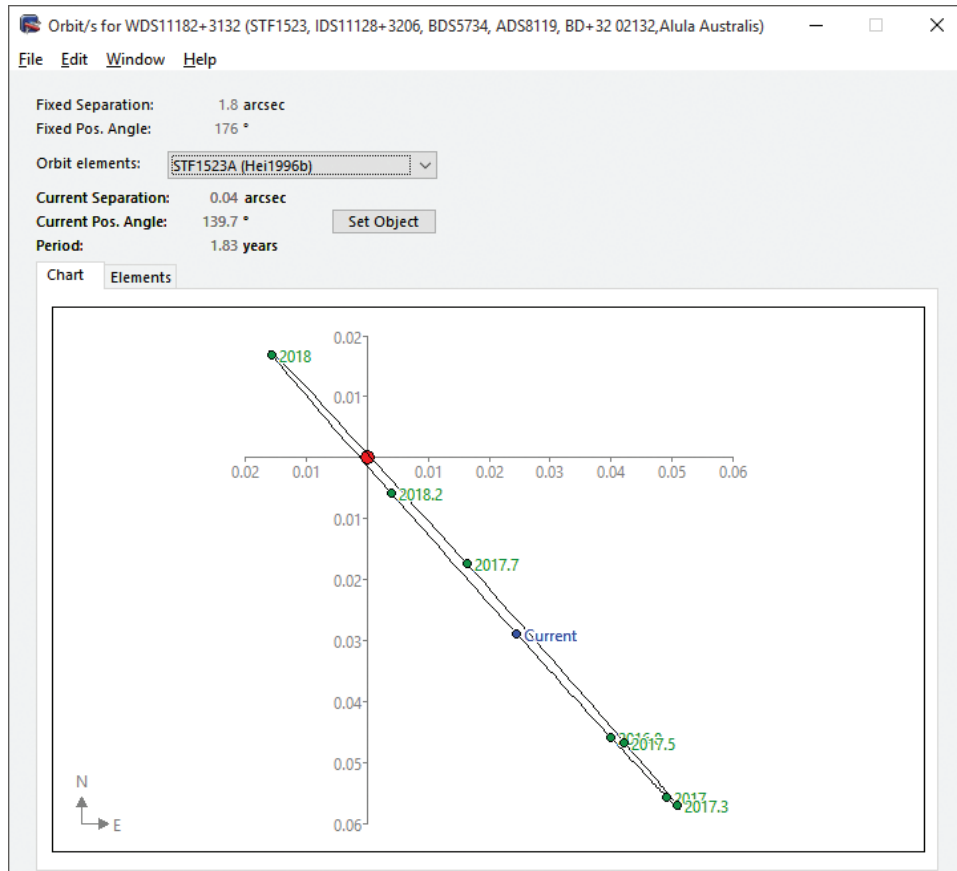 Orbit/s for WDS11182+3132 (STF1523, IDS11128+3206, BDS5734, ADS8119, BD+32 02132,Alula Australis)
File Edit Window Help
Fixed Separation: 1.8 arcsec
Fixed Pos. Angle: 176 °
Orbit elements: STF1523A (Hei1996b)
Current Separation: 0.04 arcsec
Current Pos. Angle: 139.7 ° Set Object
Period: 1.83 years
Chart Elements
0.02
2018
0.01
0.02 0.01 0.01 0.02 0.03 0.04 0.05 0.06
2018.2
0.01
2017.7
0.02
Current
0.03
0.04
2017.5
0.05
2017
2017.3
N
E
0.06